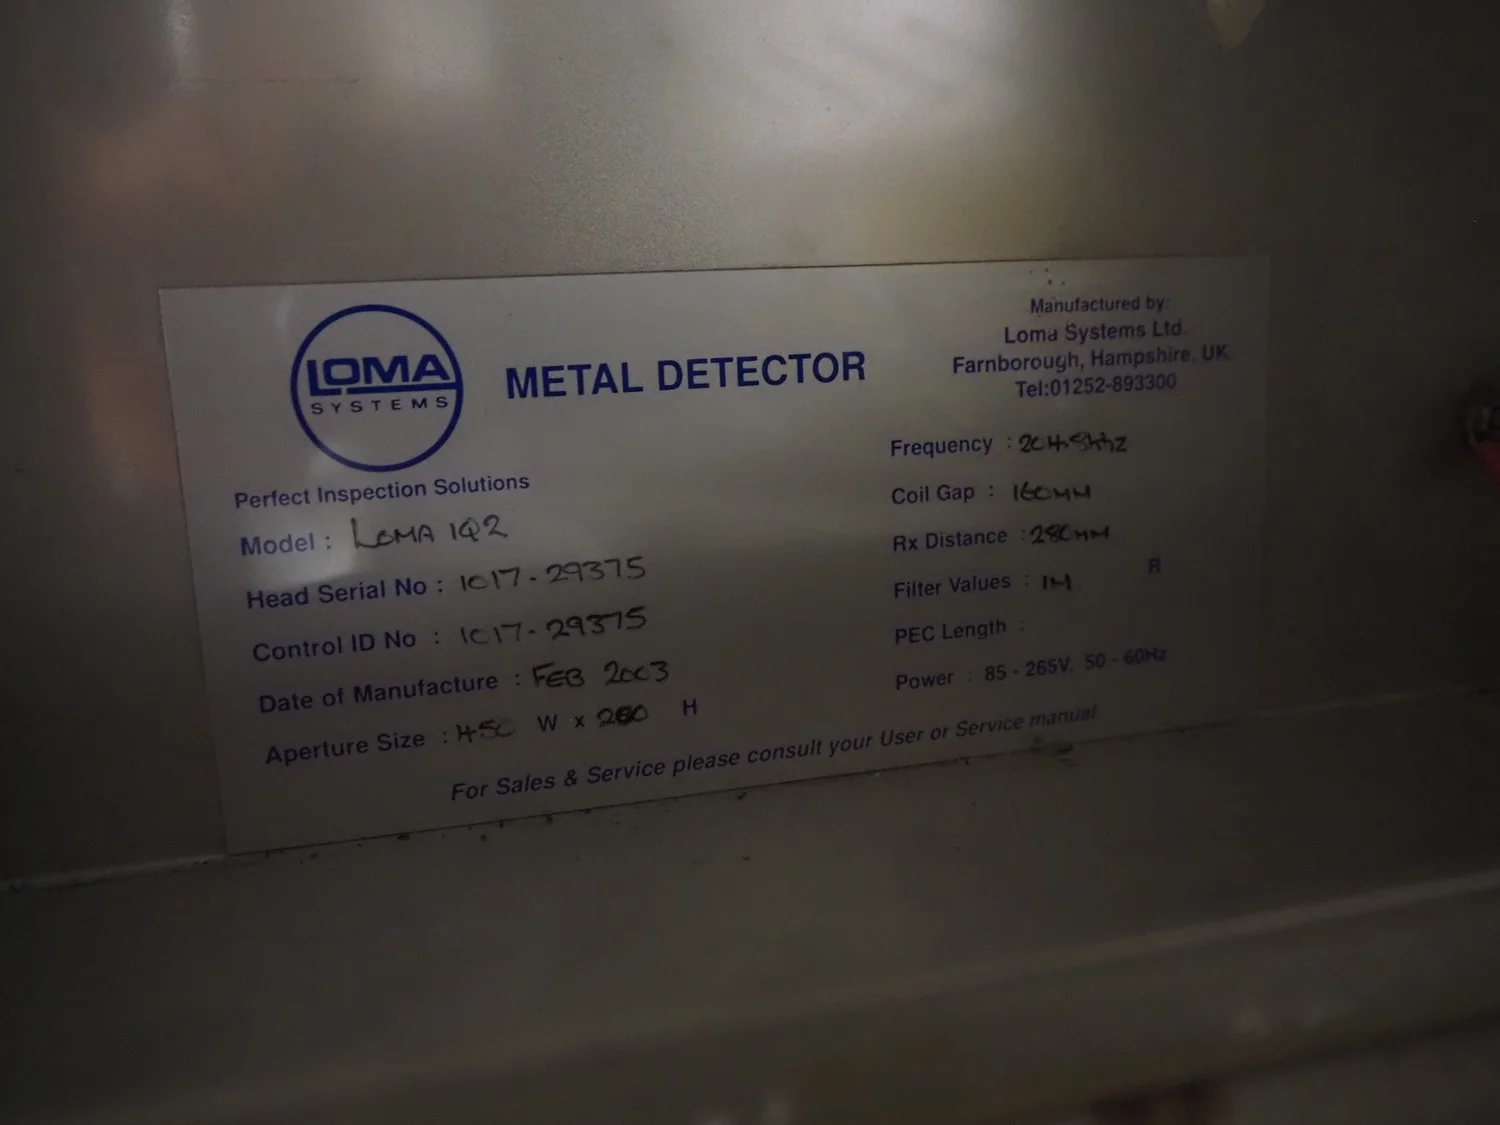 LOMA
SYSTEMS
METAL DETECTOR
Manufactured by:
Loma Systems Ltd.
Farnborough, Hampshire, UK.
Tel:01252-893300
Perfect Inspection Solutions
Model : LOMA IQ2
Head Serial No : 1017-29375
Control ID No : 1017-29375
Date of Manufacture : FEB 2003
Aperture Size : 450 W x H
Frequency :
Coil Gap : 160MM
Rx Distance : 280MM
Filter Values : 1M R
PEC Length :
Power : 85 - 265V, 50 - 60Hz
For Sales & Service please consult your User or Service manual